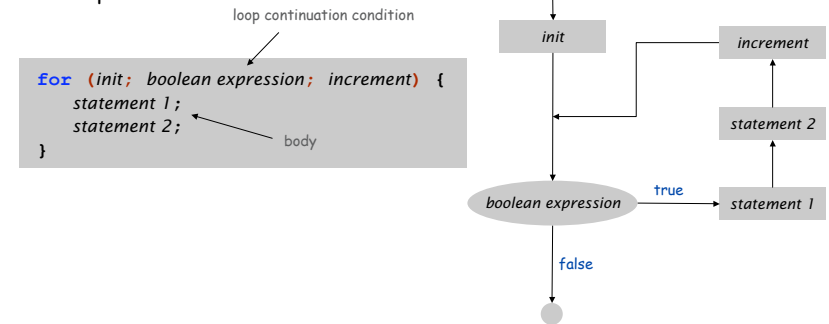 loop continuation condition
for (init; boolean expression; increment) {
statement 1;
statement 2;
}
body
init
increment
statement 2
statement 1
boolean expression
true
false